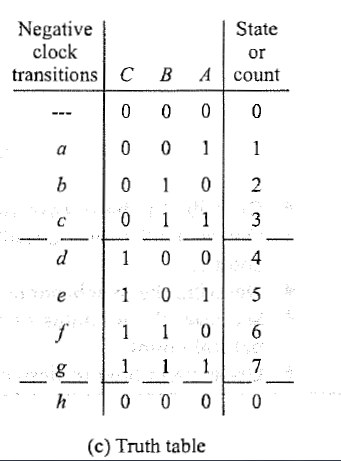 Negative State
clock or
transitions C B A count
--- 0 0 0 0
a 0 0 1 1
b 0 1 0 2
c 0 1 1 3
d 1 0 0 4
e 1 0 1 5
f 1 1 0 6
g 1 1 1 7
h 0 0 0 0
(c) Truth table